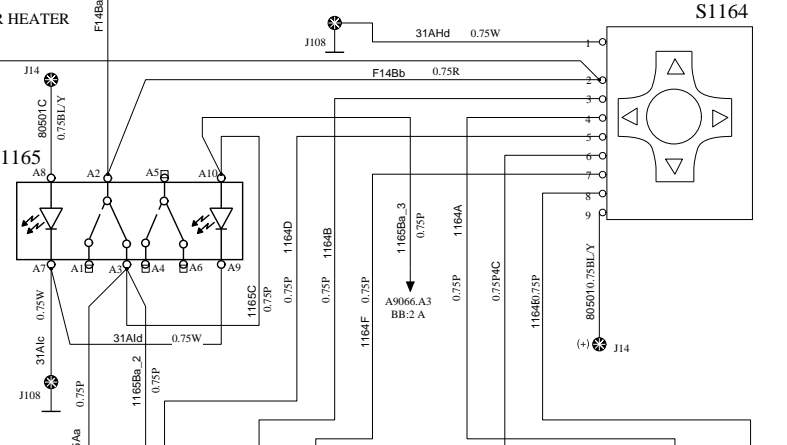 S1164
R HEATER
F14Ba
J108
31AHd 0.75W
1
J14
F14Bb 0.75R
2
3
80501C
0.75BL/Y
4
5
6
1165
A8 A2 A5 A10
7
8
9
1165Ba_3
0.75P
1164A
1164D
1164B
A7 A1 A3 A4 A6 A9
0.75W
1165C
0.75P
0.75P
0.75P
0.75P
1164F
A9066.A3
BB:2 A
0.75P
0.75P
80501 0.75BL/Y
31AId 0.75W
31AIc
(+) J14
J108
0.75P
1165Ba_2
0.75P